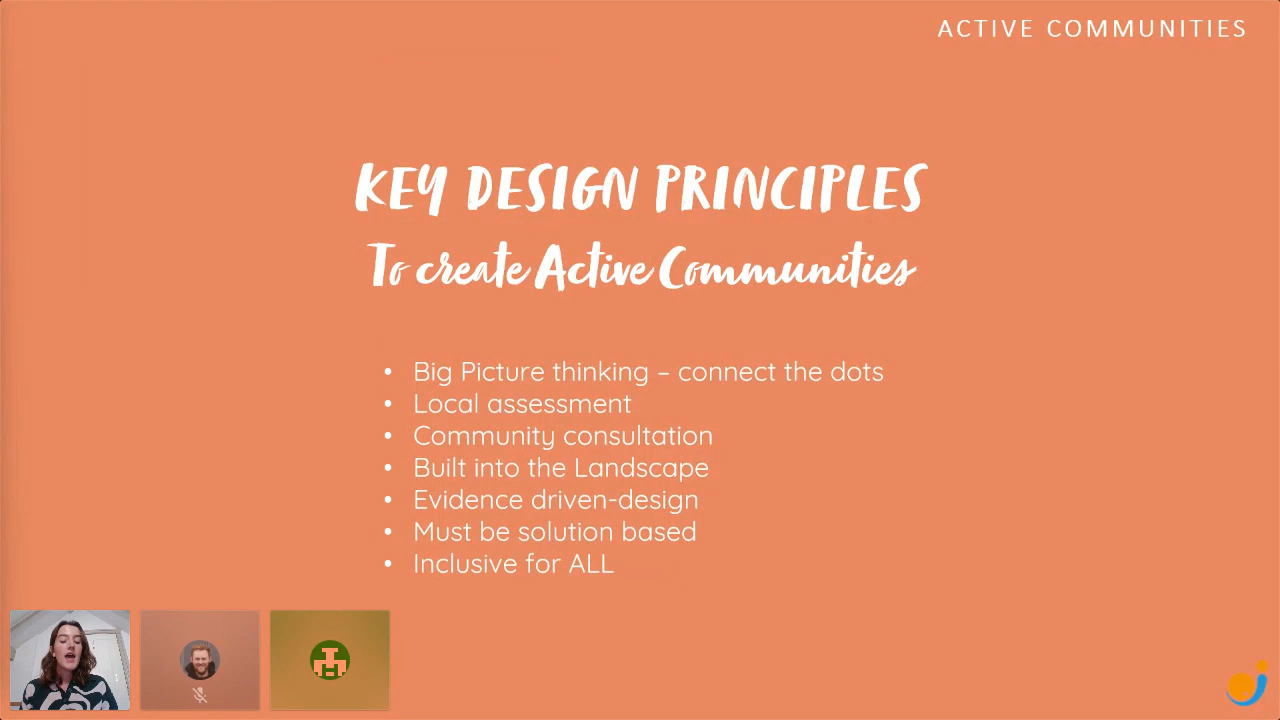 ACTIVE COMMUNITIES
KEY DESIGN PRINCIPLES
To create Active Communities
• Big Picture thinking – connect the dots
• Local assessment
• Community consultation
• Built into the Landscape
• Evidence driven-design
• Must be solution based
• Inclusive for ALL